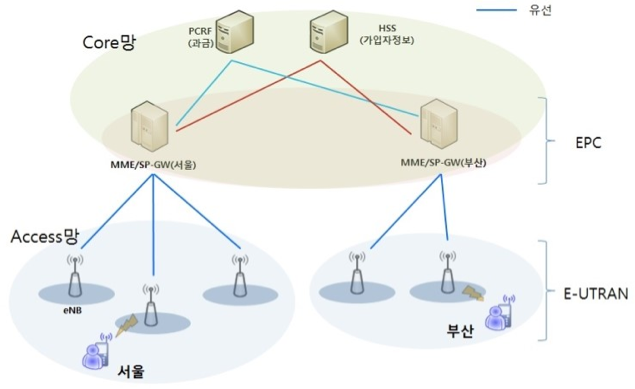 유선
PCRF
(과금)
HSS
(가입자정보)
Core망
MME/SP-GW(서울)
MME/SP-GW(부산)
EPC
Access망
eNB
E-UTRAN
부산
서울